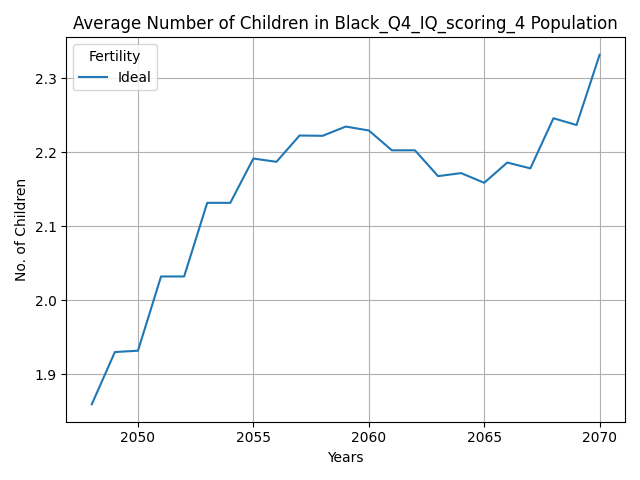 Average Number of Children in Black_Q4_IQ_scoring_4 Population
Fertility
Ideal
No. of Children
2.3
2.2
2.1
2.0
1.9
2050 2055 2060 2065 2070
Years